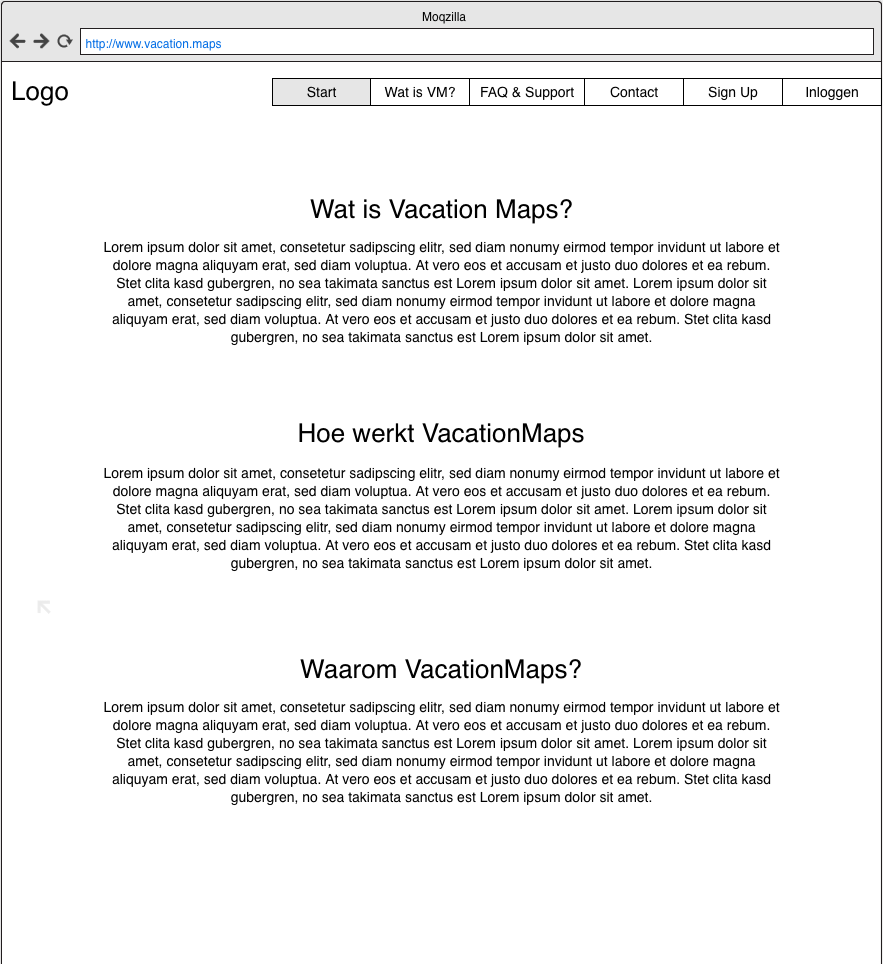 Moqzilla
http://www.vacation.maps
Logo
Start
Wat is VM?
FAQ & Support
Contact
Sign Up
Inloggen
Wat is Vacation Maps?
Lorem ipsum dolor sit amet, consetetur sadipscing elitr, sed diam nonumy eirmod tempor invidunt ut labore et
dolore magna aliquyam erat, sed diam voluptua. At vero eos et accusam et justo duo dolores et ea rebum.
Stet clita kasd gubergren, no sea takimata sanctus est Lorem ipsum dolor sit amet. Lorem ipsum dolor sit
amet, consetetur sadipscing elitr, sed diam nonumy eirmod tempor invidunt ut labore et dolore magna
aliquyam erat, sed diam voluptua. At vero eos et accusam et justo duo dolores et ea rebum. Stet clita kasd
gubergren, no sea takimata sanctus est Lorem ipsum dolor sit amet.
Hoe werkt VacationMaps
Lorem ipsum dolor sit amet, consetetur sadipscing elitr, sed diam nonumy eirmod tempor invidunt ut labore et
dolore magna aliquyam erat, sed diam voluptua. At vero eos et accusam et justo duo dolores et ea rebum.
Stet clita kasd gubergren, no sea takimata sanctus est Lorem ipsum dolor sit amet. Lorem ipsum dolor sit
amet, consetetur sadipscing elitr, sed diam nonumy eirmod tempor invidunt ut labore et dolore magna
aliquyam erat, sed diam voluptua. At vero eos et accusam et justo duo dolores et ea rebum. Stet clita kasd
gubergren, no sea takimata sanctus est Lorem ipsum dolor sit amet.
Waarom VacationMaps?
Lorem ipsum dolor sit amet, consetetur sadipscing elitr, sed diam nonumy eirmod tempor invidunt ut labore et
dolore magna aliquyam erat, sed diam voluptua. At vero eos et accusam et justo duo dolores et ea rebum.
Stet clita kasd gubergren, no sea takimata sanctus est Lorem ipsum dolor sit amet. Lorem ipsum dolor sit
amet, consetetur sadipscing elitr, sed diam nonumy eirmod tempor invidunt ut labore et dolore magna
aliquyam erat, sed diam voluptua. At vero eos et accusam et justo duo dolores et ea rebum. Stet clita kasd
gubergren, no sea takimata sanctus est Lorem ipsum dolor sit amet.